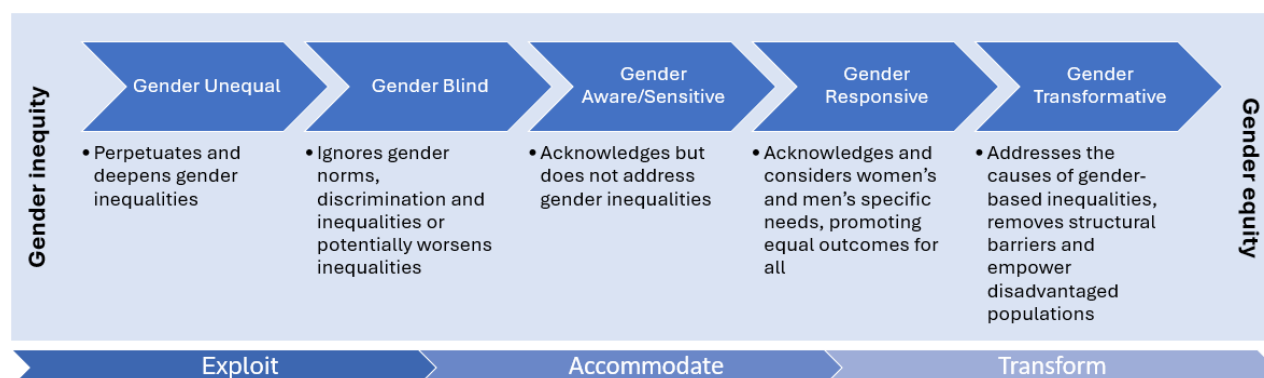 Gender inequity
Gender Unequal
• Perpetuates and
deepens gender
inequalities
Gender Blind
• Ignores gender
norms,
discrimination and
inequalities or
potentially worsens
inequalities
Gender
Aware/Sensitive
• Acknowledges but
does not address
gender inequalities
Gender
Responsive
• Acknowledges and
considers women’s
and men’s specific
needs, promoting
equal outcomes for
all
Gender
Transformative
• Addresses the
causes of gender-
based inequalities,
removes structural
barriers and
empower
disadvantaged
populations
Gender equity
Exploit
Accommodate
Transform